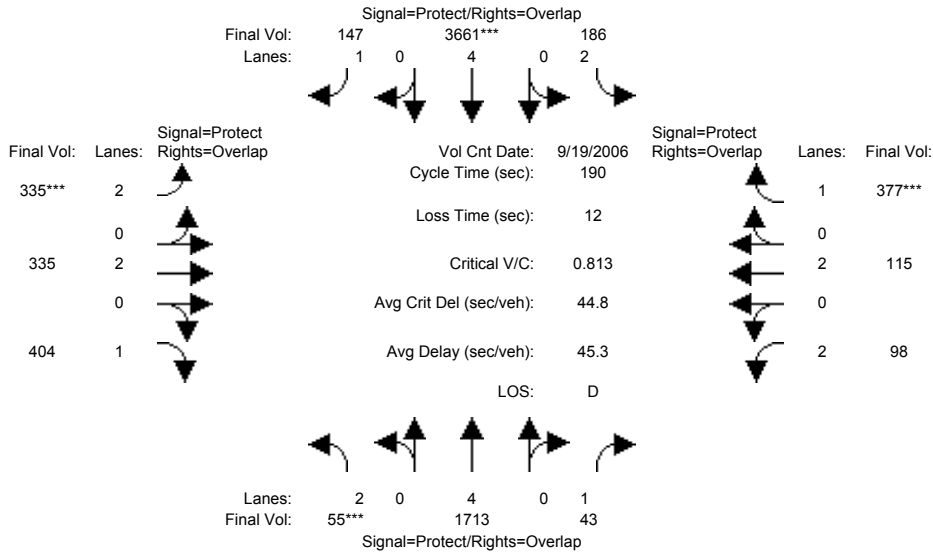 Signal=Protect/Rights=Overlap
Final Vol: 147 3661*** 186
Lanes: 1 0 4 0 2
Signal=Protect Signal=Protect
Final Vol: Lanes: Rights=Overlap Vol Cnt Date: 9/19/2006 Rights=Overlap Lanes: Final Vol:
Cycle Time (sec): 190
335*** 2 1 377***
Loss Time (sec): 12
0 0
335 2 Critical V/C: 0.813 2 115
0 Avg Crit Del (sec/veh): 44.8 0
404 1 Avg Delay (sec/veh): 45.3 2 98
LOS: D
Lanes: 2 0 4 0 1
Final Vol: 55*** 1713 43
Signal=Protect/Rights=Overlap